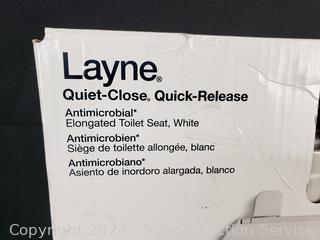 Layne®
Quiet-Close® Quick-Release
Antimicrobial*
Elongated Toilet Seat, White
Antimicrobien*
Siège de toilette allongée, blanc
Antimicrobiano*
Asiento de inordoro alargada, blanco
Copyright 2024 - Sound Auction Service